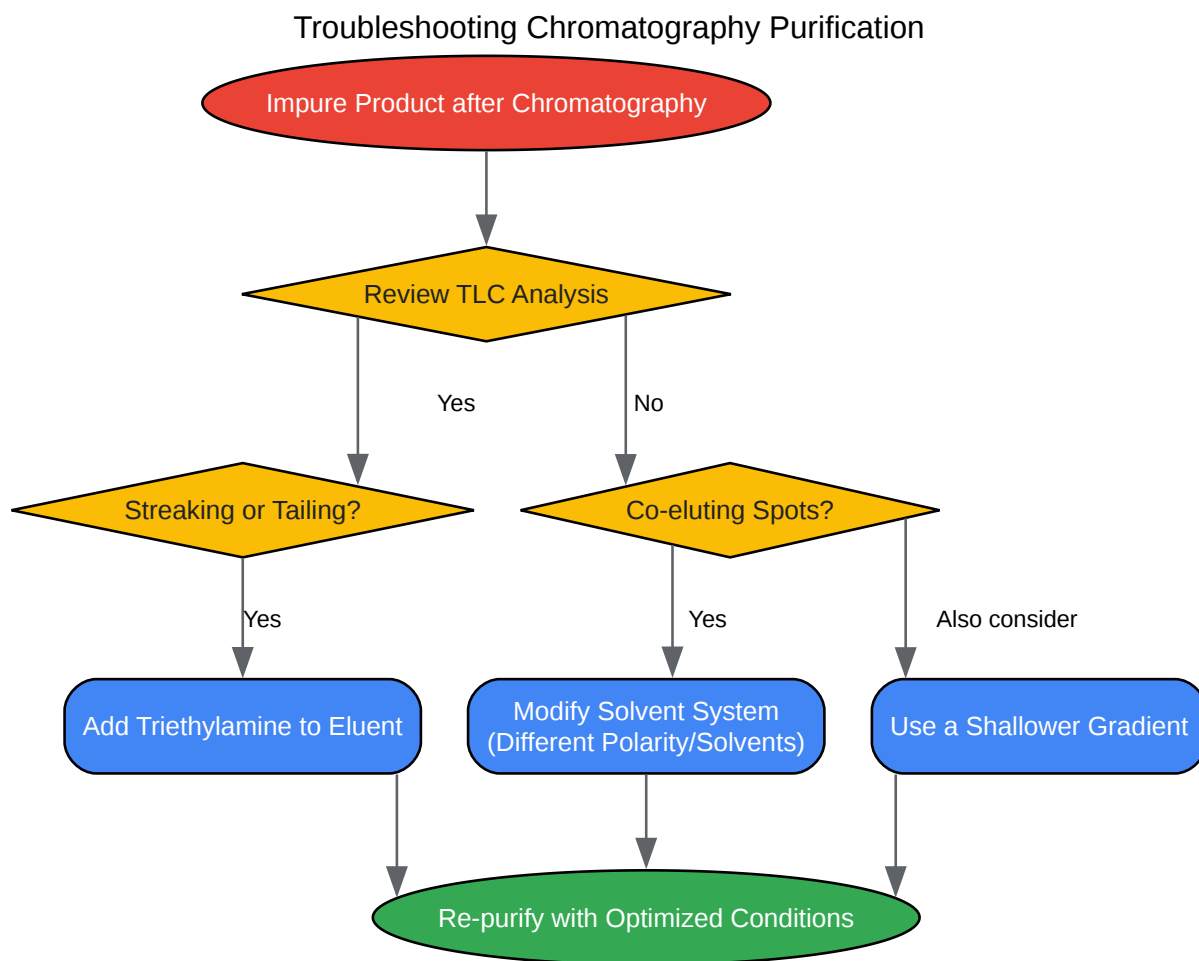 Troubleshooting Chromatography Purification
Impure Product after Chromatography
Review TLC Analysis
Yes
No
Streaking or Tailing?
Co-eluting Spots?
Yes
Yes
Also consider
Add Triethylamine to Eluent
Modify Solvent System
(Different Polarity/Solvents)
Use a Shallower Gradient
Re-purify with Optimized Conditions